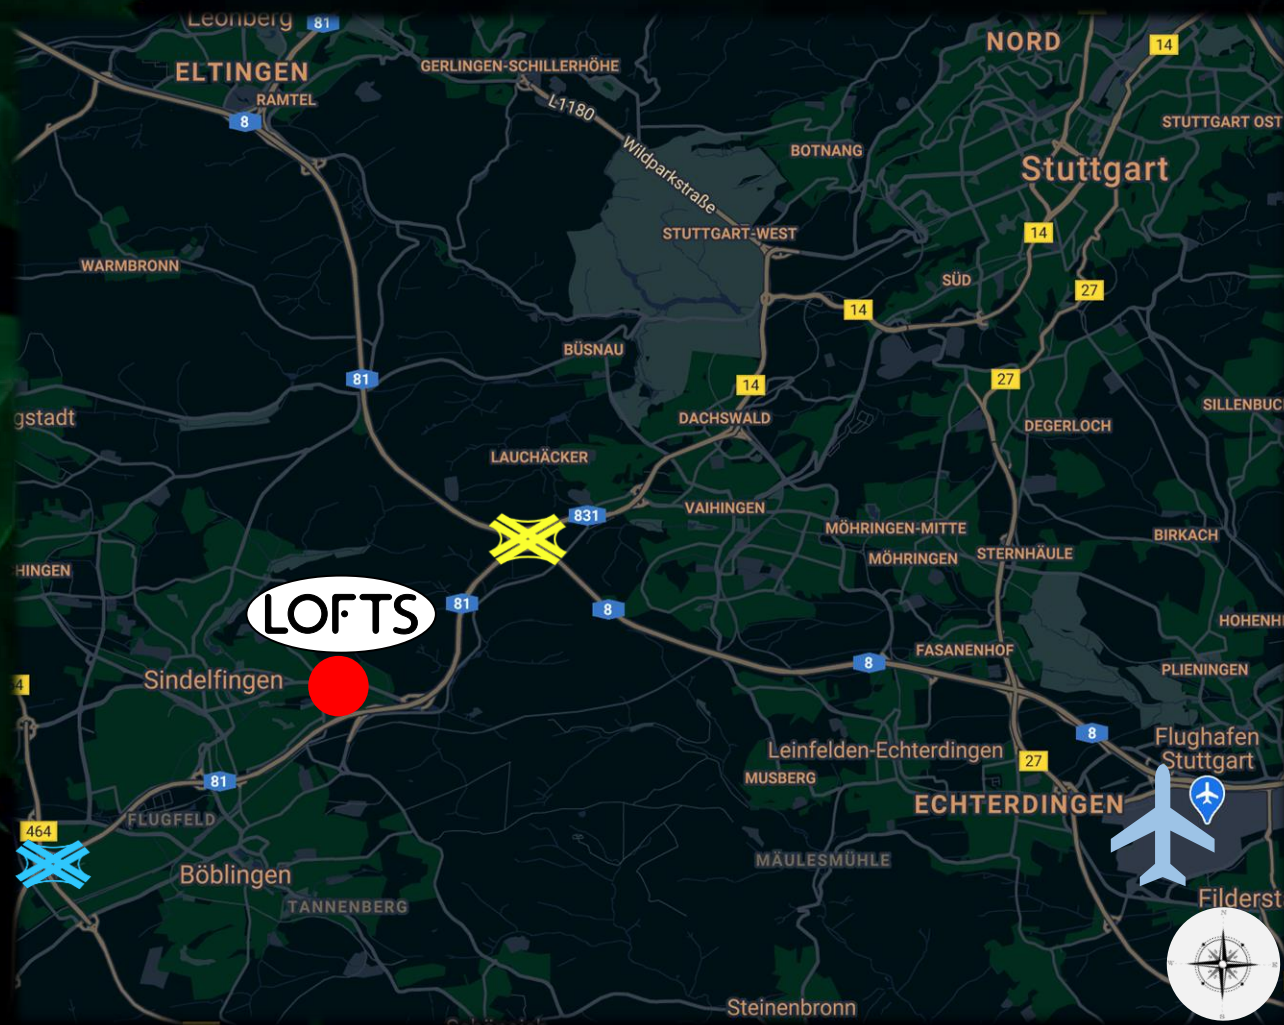 Leonberg
81
NORD
14
ELTINGEN
GERLINGEN-SCHILLERHÖHE
RAMTEL
L1180
8
STUTTGART OST
Wildparkstraße
BOTNANG
Stuttgart
STUTTGART-WEST
14
WARMBRONN
SÜD
27
14
BÜSNAU
81
14
27
gstadt
DACHSWALD
SILLENBUC
DEGERLOCH
LAUCHÄCKER
VAIHINGEN
831
MÖHRINGEN-MITTE
BIRKACH
MÖHRINGEN
STERNHÄULE
CHINGEN
81
8
LOFTS
HOHENHE
FASANENHOF
8
PLIENINGEN
Sindelfingen
4
8
Flughafen
Stuttgart
Leinfelden-Echterdingen
27
MUSBERG
81
ECHTERDINGEN
FLUGFELD
464
MÄULESMÜHLE
Böblingen
Filderst
TANNENBERG
N
Steinenbronn
S